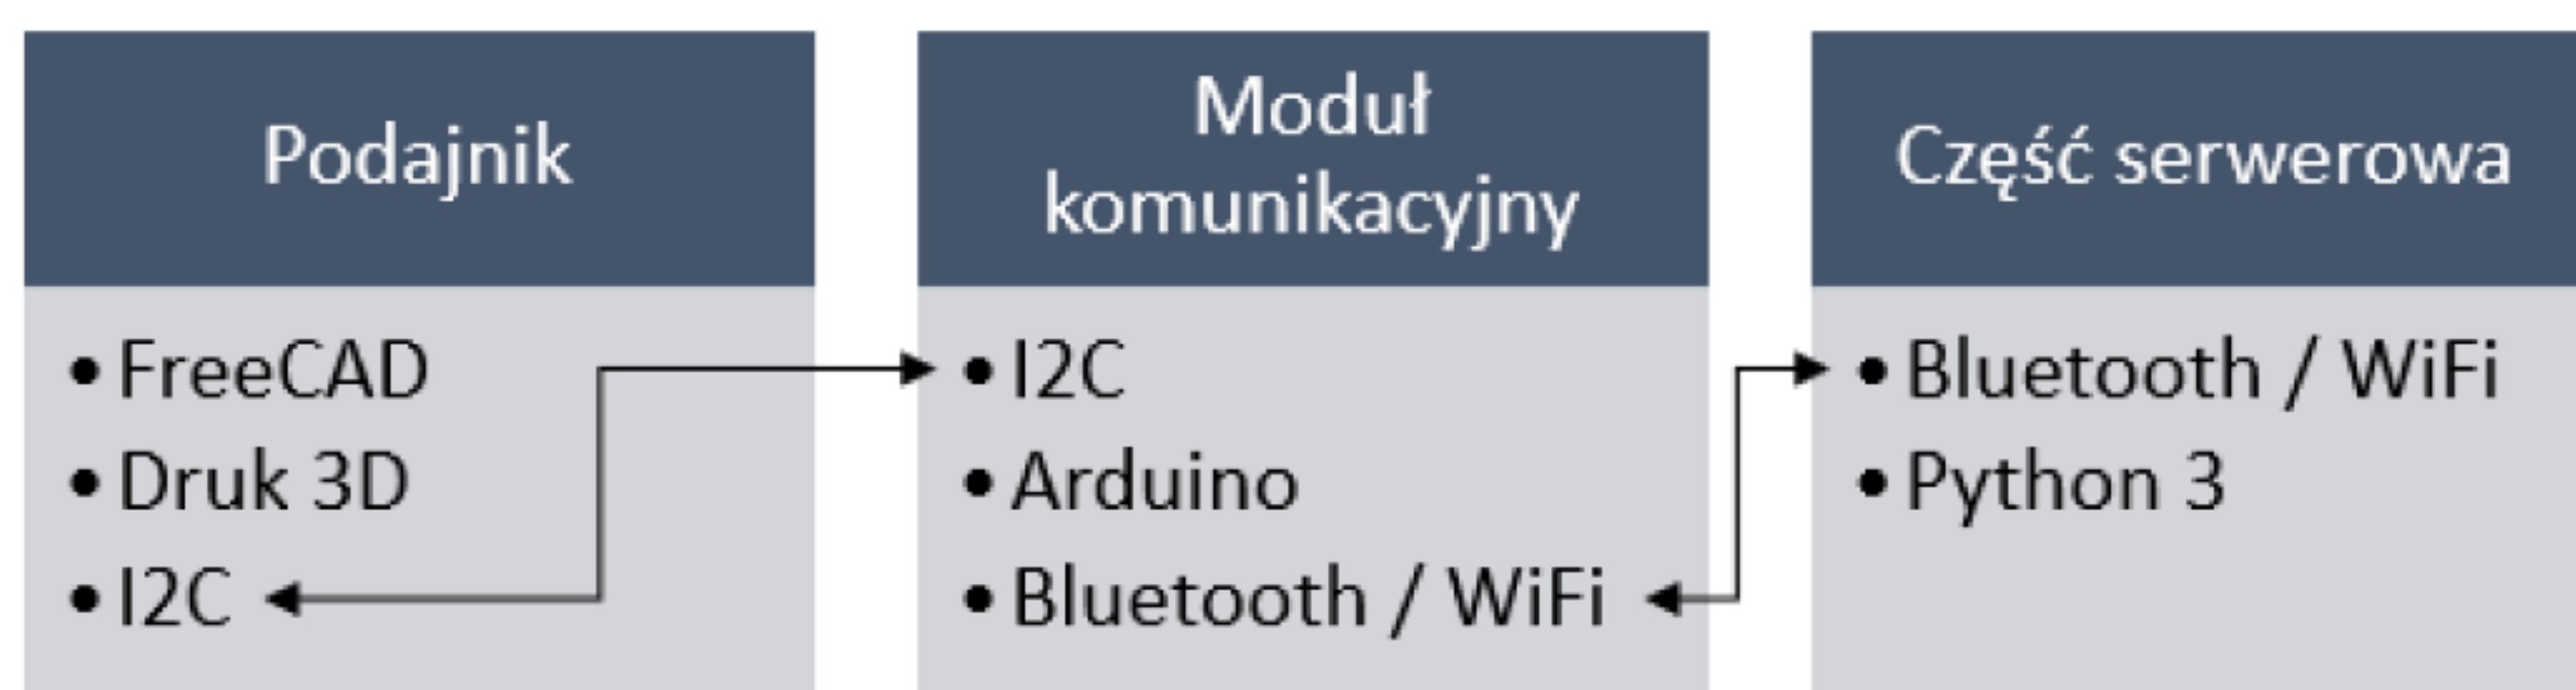 Podajnik
• FreeCAD
• Druk 3D
• I2C
Moduł
komunikacyjny
• I2C
• Arduino
• Bluetooth / WiFi
Część serwerowa
• Bluetooth / WiFi
• Python 3